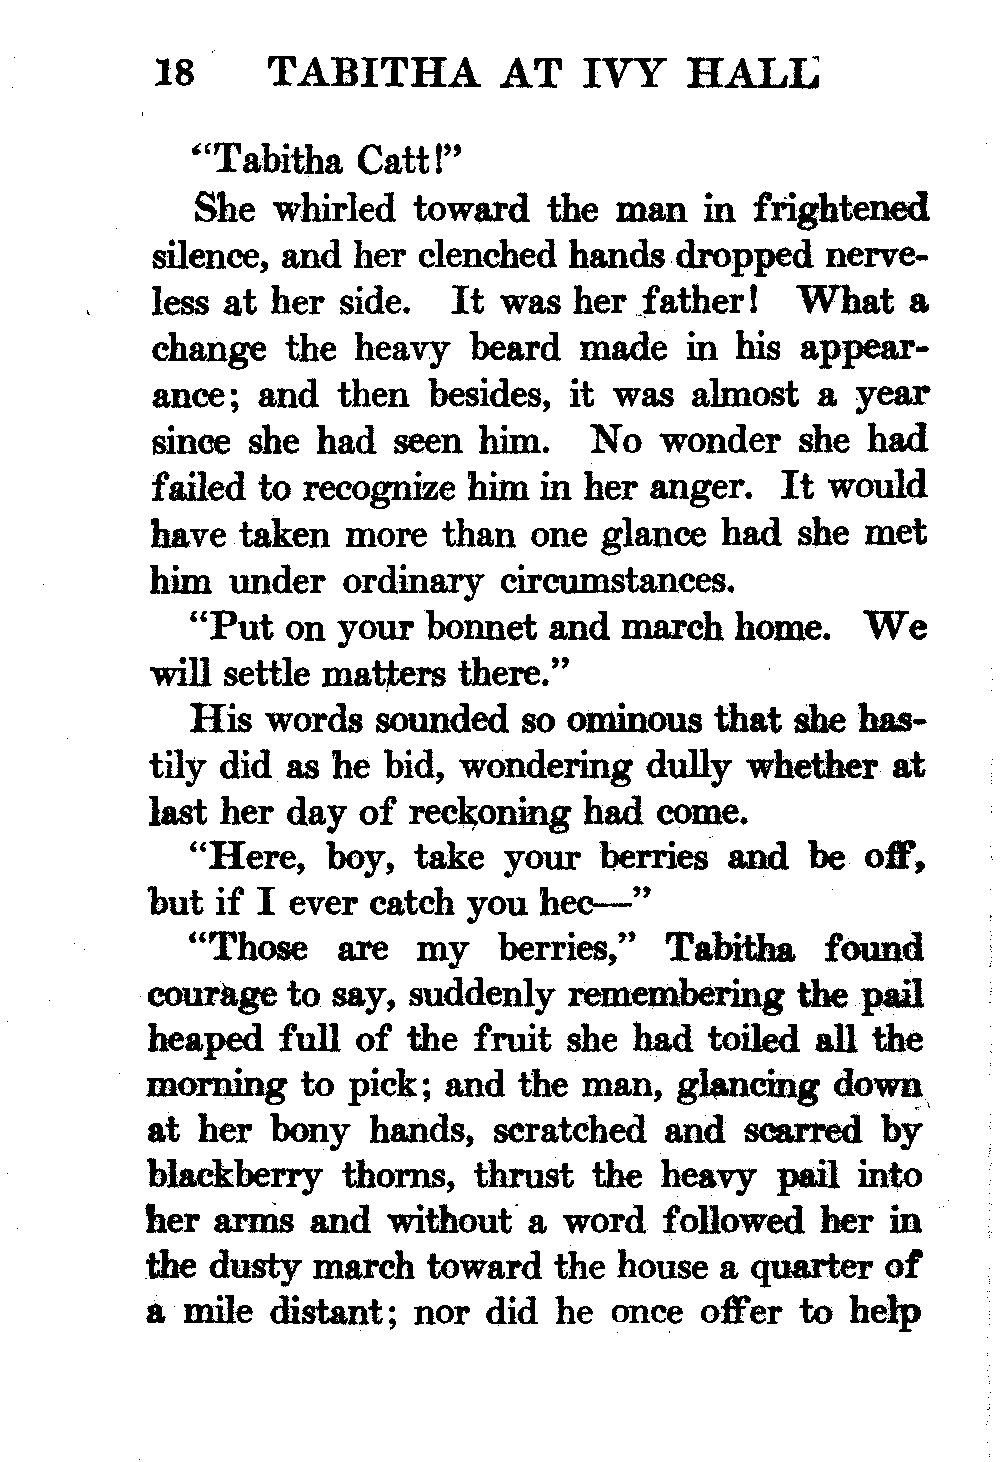 18 TABITHA AT IVY HALL
"Tabitha Catt!"
She whirled toward the man in frightened
silence, and her clenched hands dropped nerve-
less at her side. It was her father! What a
change the heavy beard made in his appear-
ance; and then besides, it was almost a year
since she had seen him. No wonder she had
failed to recognize him in her anger. It would
have taken more than one glance had she met
him under ordinary circumstances.
"Put on your bonnet and march home. We
will settle matters there."
His words sounded so ominous that she has-
tily did as he bid, wondering dully whether at
last her day of reckoning had come.
"Here, boy, take your berries and be off,
but if I ever catch you hec—"
"Those are my berries," Tabitha found
courage to say, suddenly remembering the pail
heaped full of the fruit she had toiled all the
morning to pick; and the man, glancing down
at her bony hands, scratched and scarred by
blackberry thorns, thrust the heavy pail into
her arms and without a word followed her in
the dusty march toward the house a quarter of
a mile distant; nor did he once offer to help